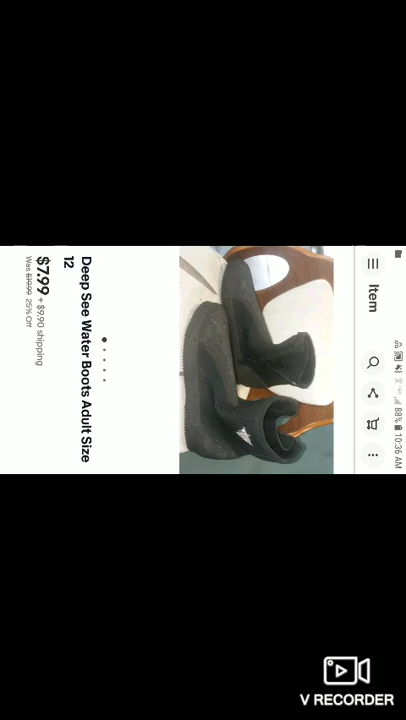 88% 10:36 AM
Item
Deep See Water Boots Adult Size
12
$7.99 + $9.90 shipping
25% Off
V RECORDER